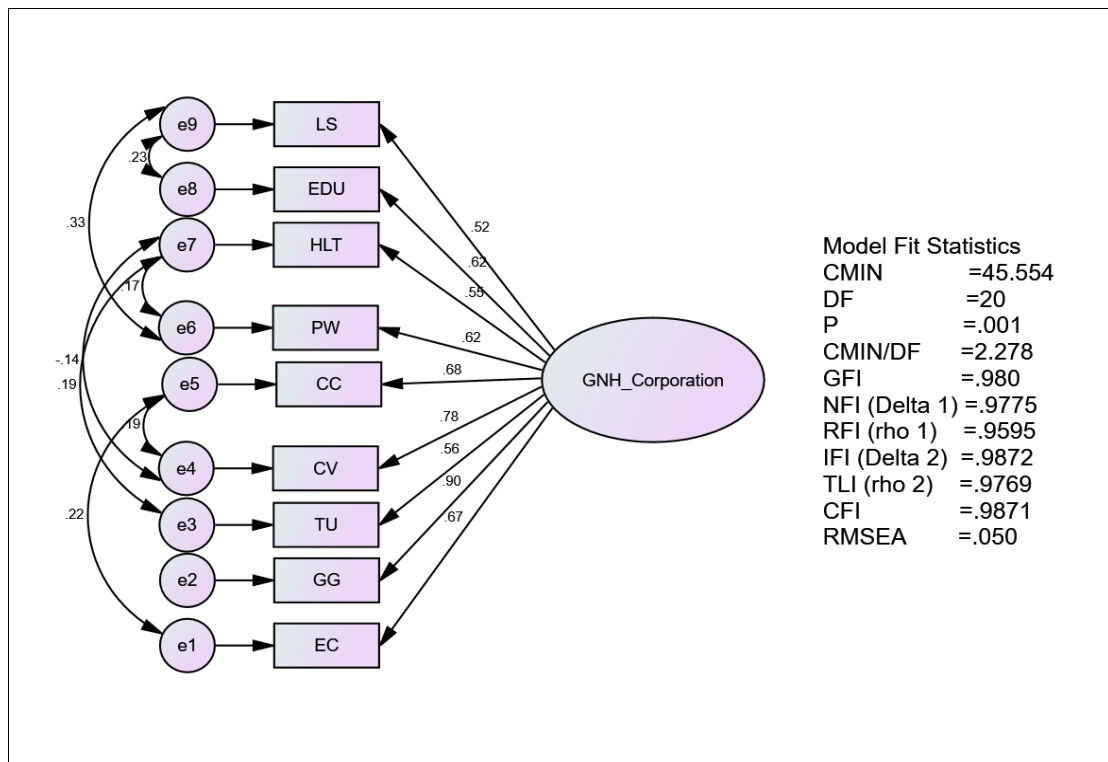 e9
LS
.23
e8
EDU
.33
e7
HLT
.52
.62
.55
.17
e6
PW
.62
-.14
.19
e5
CC
.68
GNH_Corporation
.19
.78
e4
CV
.56
.90
e3
TU
.67
.22
e2
GG
e1
EC
Model Fit Statistics
CMIN =45.554
DF =20
P =.001
CMIN/DF =2.278
GFI =.980
NFI (Delta 1) =.9775
RFI (rho 1) =.9595
IFI (Delta 2) =.9872
TLI (rho 2) =.9769
CFI =.9871
RMSEA =.050